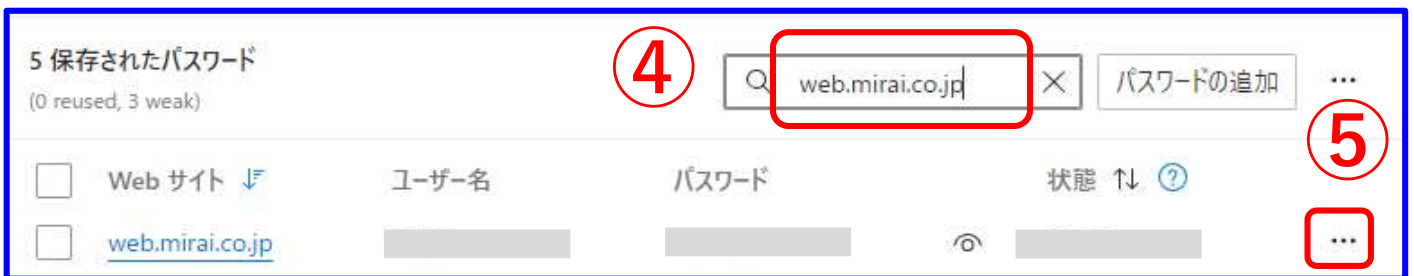 5 保存されたパスワード
(0 reused, 3 weak)
④
web.mirai.co.jp
パスワードの追加
⑤
Web サイト ユーザー名 パスワード 状態
web.mirai.co.jp